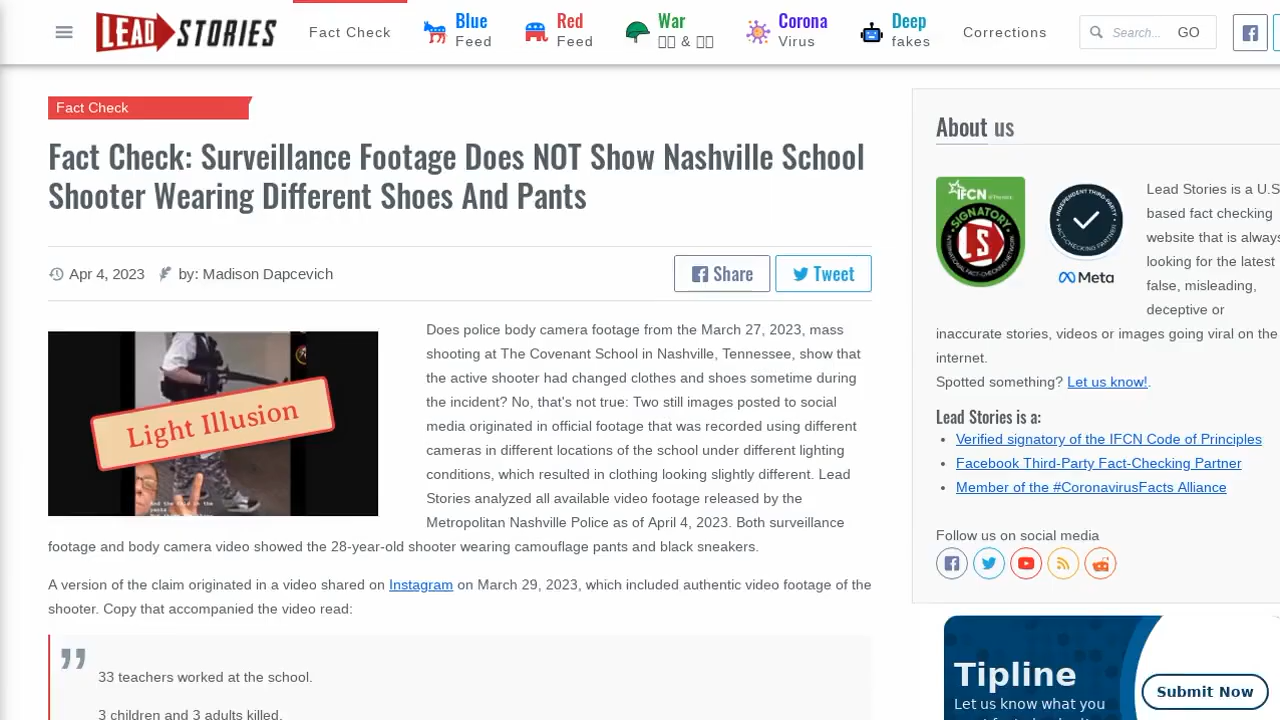 LEAD STORIES
Fact Check
Blue
Feed
Red
Feed
War
&
Corona
Virus
Deep
fakes
Corrections
Search...
GO
Fact Check
Fact Check: Surveillance Footage Does NOT Show Nashville School
Shooter Wearing Different Shoes And Pants
Apr 4, 2023
by: Madison Dapcevich
Share
Tweet
Light Illusion
Does police body camera footage from the March 27, 2023, mass
shooting at The Covenant School in Nashville, Tennessee, show that
the active shooter had changed clothes and shoes sometime during
the incident? No, that's not true: Two still images posted to social
media originated in official footage that was recorded using different
cameras in different locations of the school under different lighting
conditions, which resulted in clothing looking slightly different. Lead
Stories analyzed all available video footage released by the
Metropolitan Nashville Police as of April 4, 2023. Both surveillance
footage and body camera video showed the 28-year-old shooter wearing camouflage pants and black sneakers.
A version of the claim originated in a video shared on Instagram on March 29, 2023, which included authentic video footage of the
shooter. Copy that accompanied the video read:
33 teachers worked at the school.
3 children and 3 adults killed.
About us
IFCN
SIGNATORY
LS
INDEPENDENT THIRD-PARTY
FACT-CHECKING PARTNER
Meta
Lead Stories is a U.S
based fact checking
website that is always
looking for the latest
false, misleading,
deceptive or
inaccurate stories, videos or images going viral on the
internet.
Spotted something? Let us know!.
Lead Stories is a:
Verified signatory of the IFCN Code of Principles
Facebook Third-Party Fact-Checking Partner
Member of the #CoronavirusFacts Alliance
Follow us on social media
Tipline
Let us know what you
Submit Now